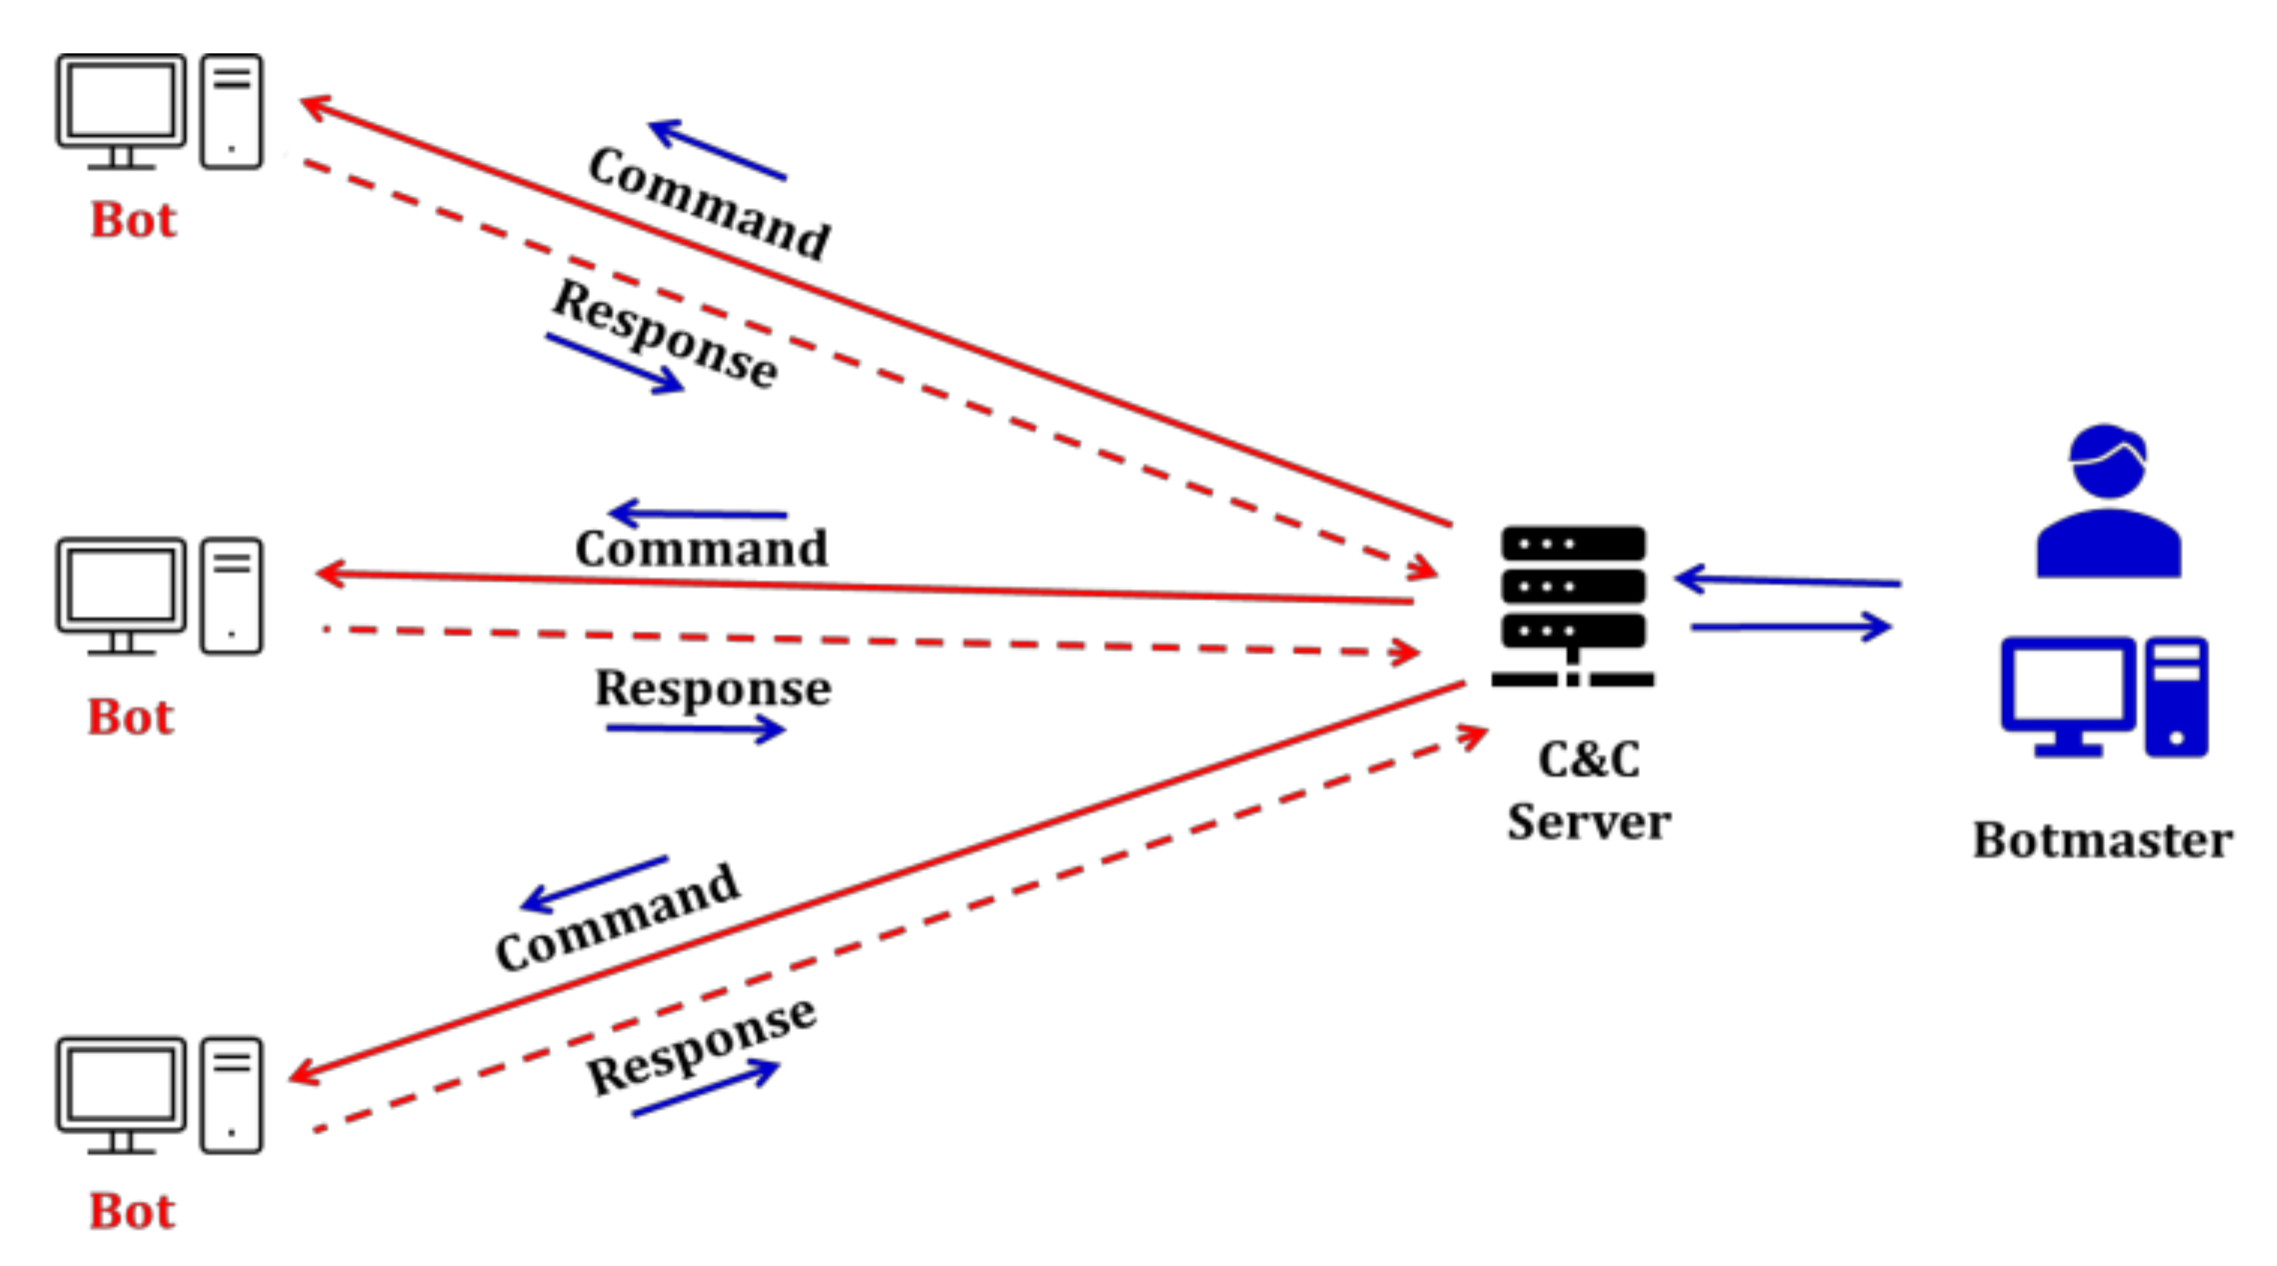 Command
Bot
Response
Command
Bot
Response
C&C
Server
Botmaster
Command
Response
Bot